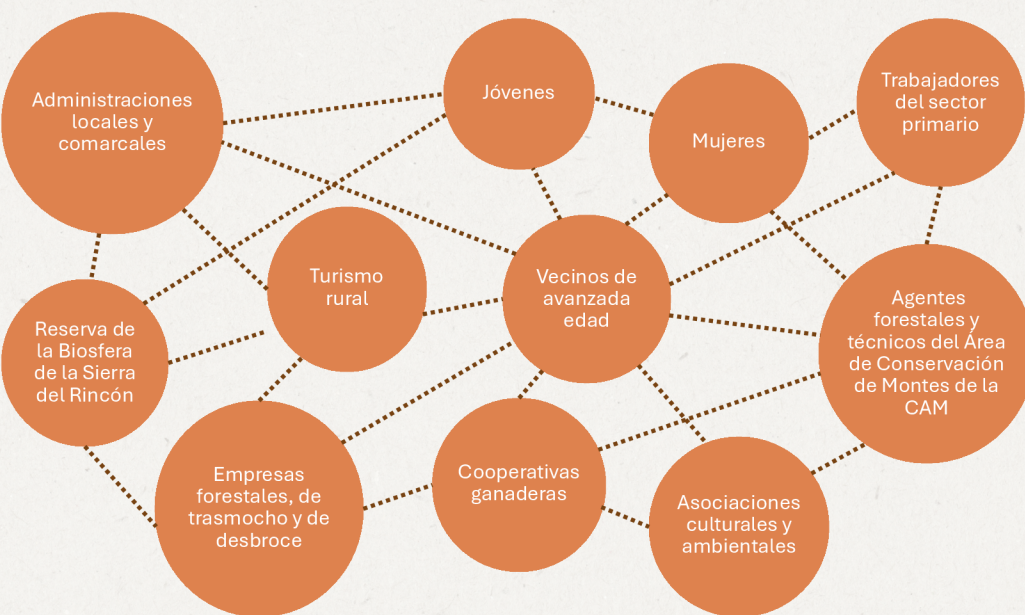 Administraciones
locales y
comarcales
Jóvenes
Mujeres
Trabajadores
del sector
primario
Turismo
rural
Vecinos de
avanzada
edad
Reserva de
la Biosfera
de la Sierra
del Rincón
Agentes
forestales y
técnicos del Área
de Conservación
de Montes de la
CAM
Empresas
forestales, de
trasmocho y de
desbroce
Cooperativas
ganaderas
Asociaciones
culturales y
ambientales